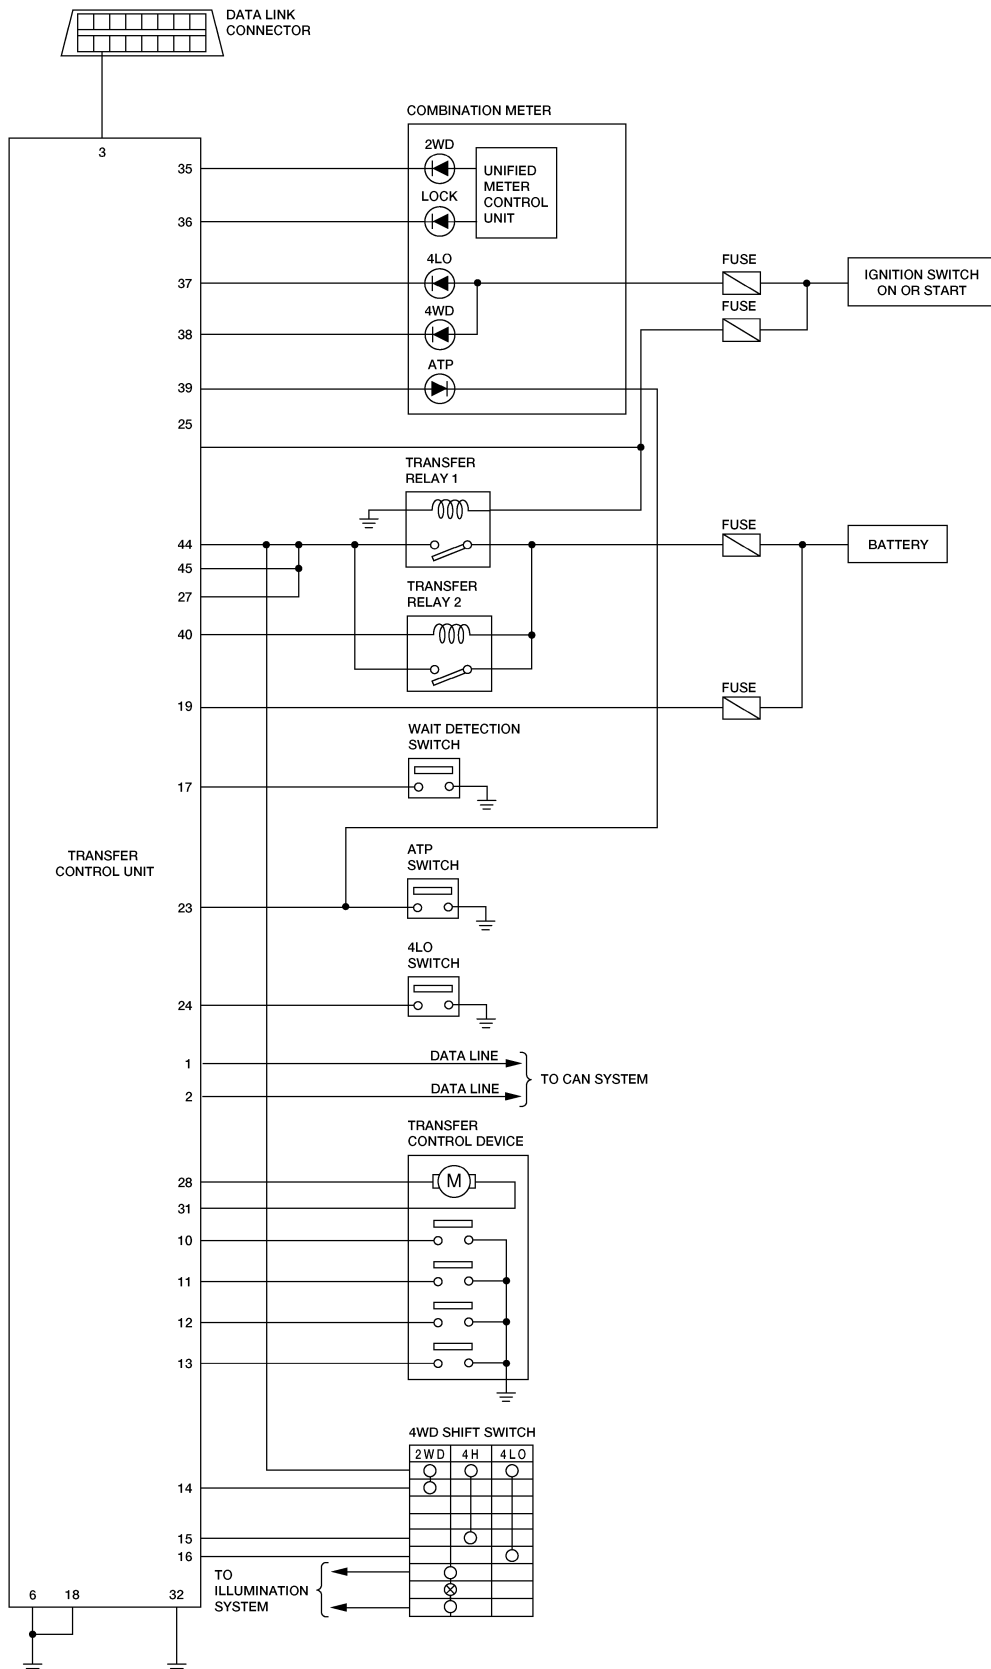 DATA LINK
CONNECTOR
3
COMBINATION METER
35
2WD
UNIFIED
METER
CONTROL
UNIT
36
LOCK
37
4LO
FUSE
IGNITION SWITCH
ON OR START
38
4WD
FUSE
39
ATP
25
TRANSFER
RELAY 1
44
FUSE
BATTERY
45
27
TRANSFER
RELAY 2
40
19
FUSE
WAIT DETECTION
SWITCH
17
TRANSFER
CONTROL UNIT
ATP
SWITCH
23
4LO
SWITCH
24
1
DATA LINE
2
DATA LINE
TO CAN SYSTEM
TRANSFER
CONTROL DEVICE
28
M
31
10
11
12
13
4WD SHIFT SWITCH
2WD
4H
4LO
14
15
16
TO
ILLUMINATION
SYSTEM
6
18
32